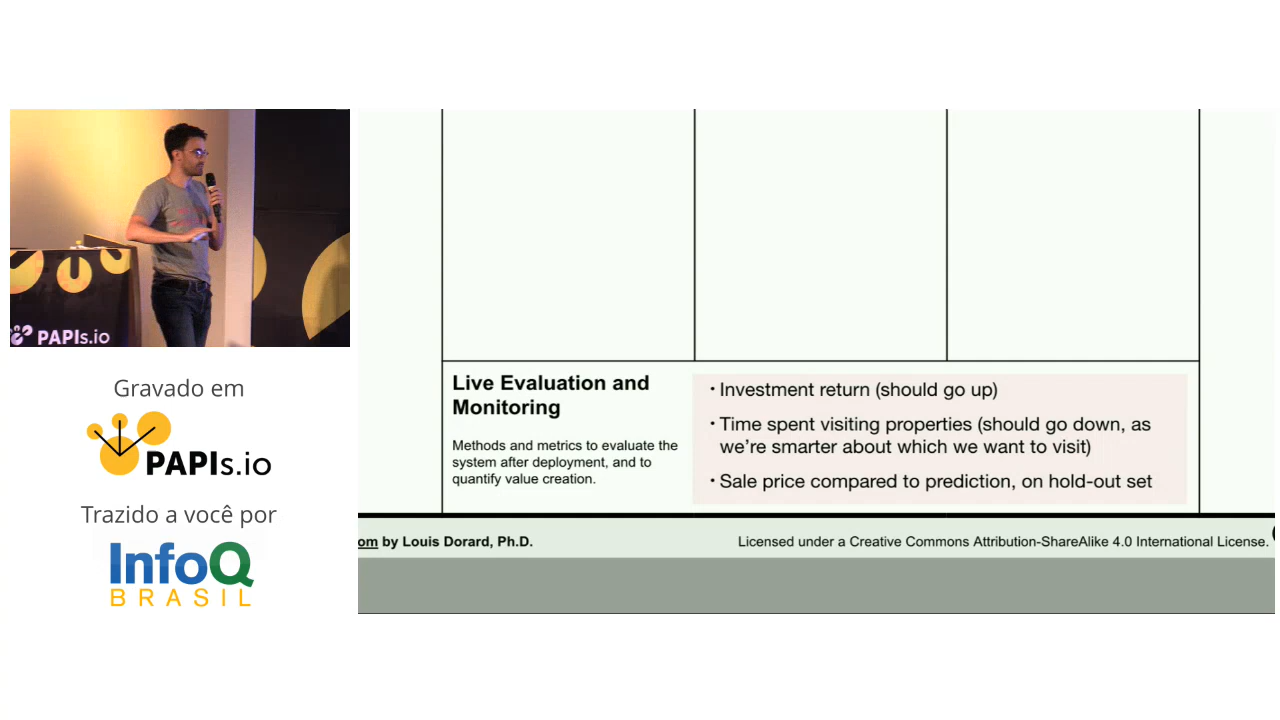 PAPIs.io
Gravado em
PAPIs.io
Trazido a você por
InfoQ
BRASIL
Live Evaluation and
Monitoring
Methods and metrics to evaluate the
system after deployment, and to
quantify value creation.
• Investment return (should go up)
• Time spent visiting properties (should go down, as
we're smarter about which we want to visit)
• Sale price compared to prediction, on hold-out set
om by Louis Dorard, Ph.D.
Licensed under a Creative Commons Attribution-ShareAlike 4.0 International License.